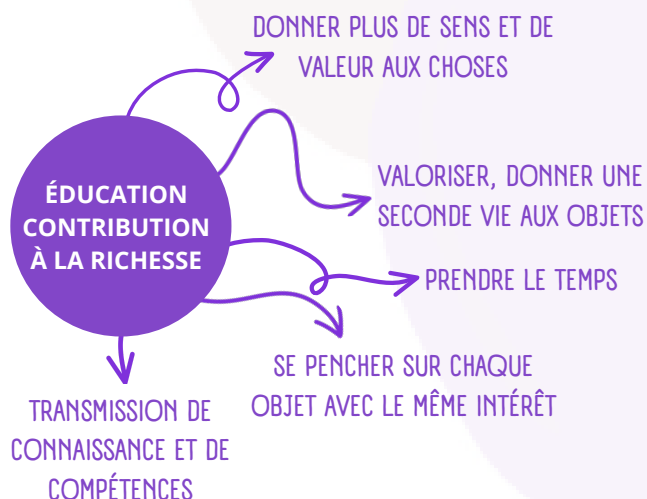 DONNER PLUS DE SENS ET DE
VALEUR AUX CHOSES
ÉDUCATION
CONTRIBUTION
À LA RICHESSE
VALORISER, DONNER UNE
SECONDE VIE AUX OBJETS
PRENDRE LE TEMPS
SE PENCHER SUR CHAQUE
OBJET AVEC LE MÊME INTÉRÊT
TRANSMISSION DE
CONNAISSANCE ET DE
COMPÉTENCES